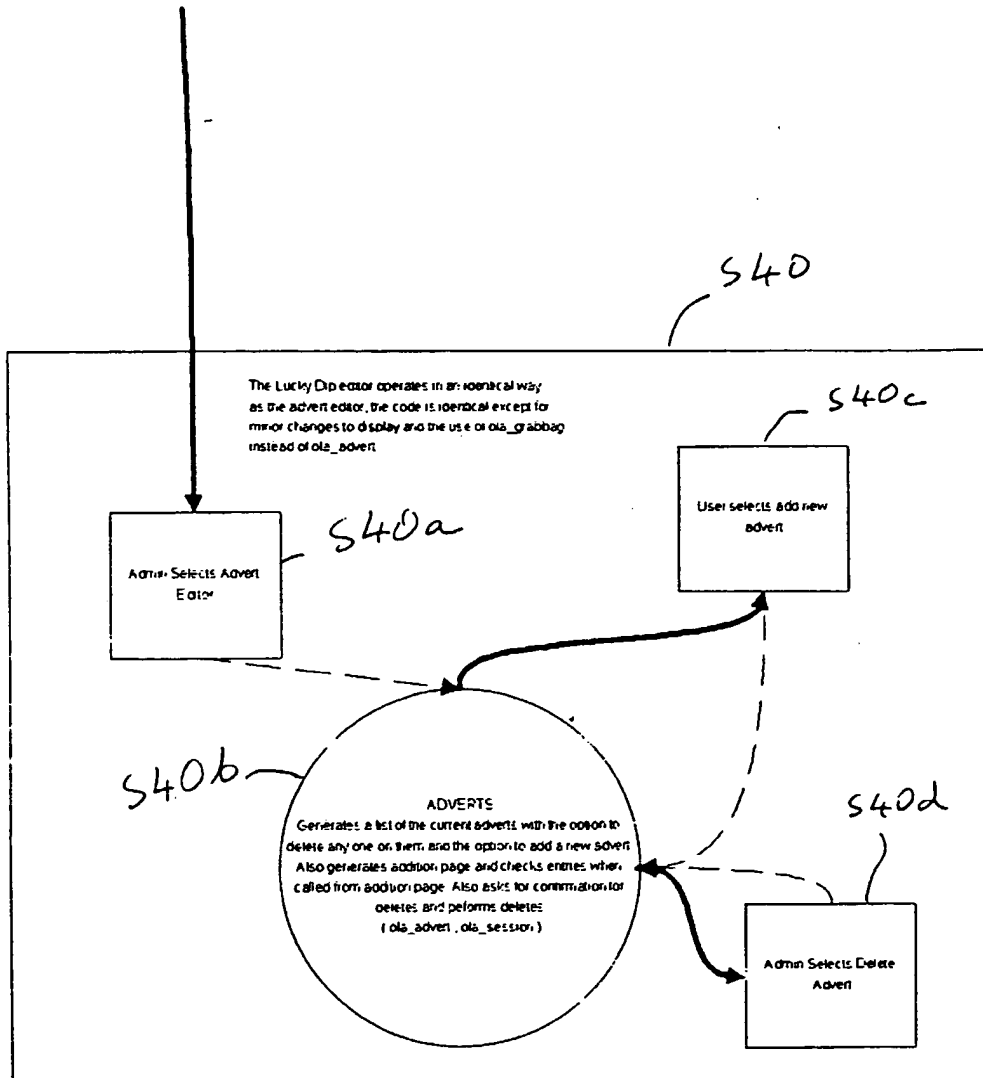 S40
The Lucky Dip editor operates in an identical way
as the advert editor, the code is identical except for
minor changes to display and the use of ola_grabbag
instead of ola_advert
S40c
User selects add new
advert
S40a
Admin Selects Advert
Editor
S40b
ADVERTS
Generates a list of the current adverts with the option to
delete any one on them and the option to add a new advert
Also generates addition page and checks entries when
called from addition page. Also asks for confirmation for
deletes and peforms deletes
( ola_advert , ola_session )
S40d
Admin Selects Delete
Advert